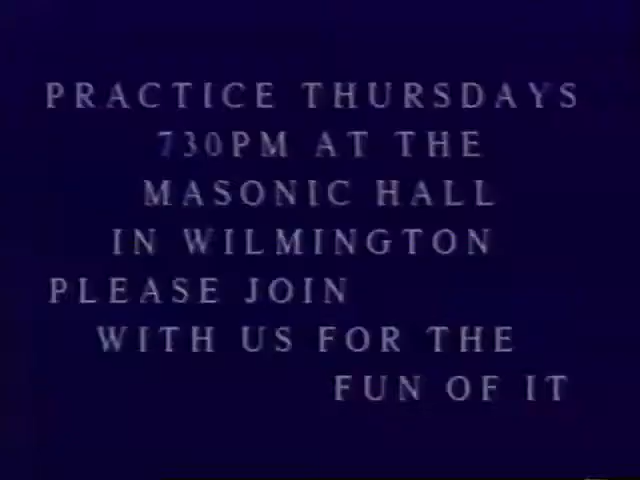 PRACTICE THURSDAYS
730PM AT THE
MASONIC HALL
IN WILMINGTON
PLEASE JOIN
WITH US FOR THE
FUN OF IT